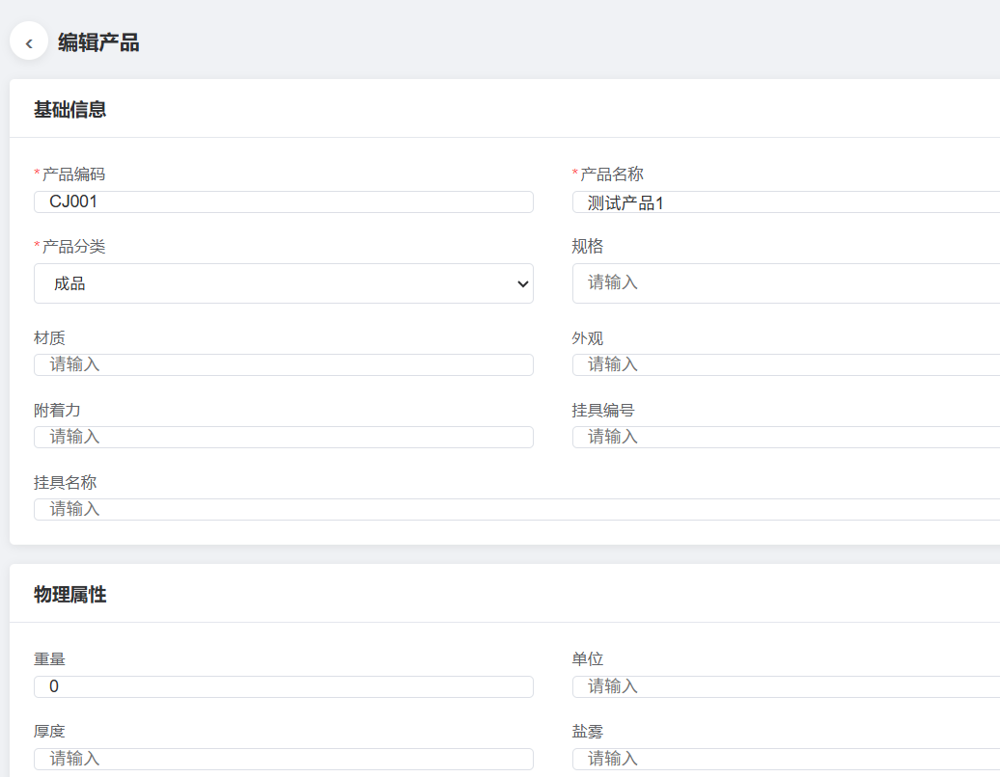 ‹ 编辑产品
基础信息
*产品编码 *产品名称
CJ001 测试产品1
*产品分类 规格
成品 请输入
材质 外观
请输入 请输入
附着力 挂具编号
请输入 请输入
挂具名称
请输入
物理属性
重量 单位
0 请输入
厚度 盐雾
请输入 请输入